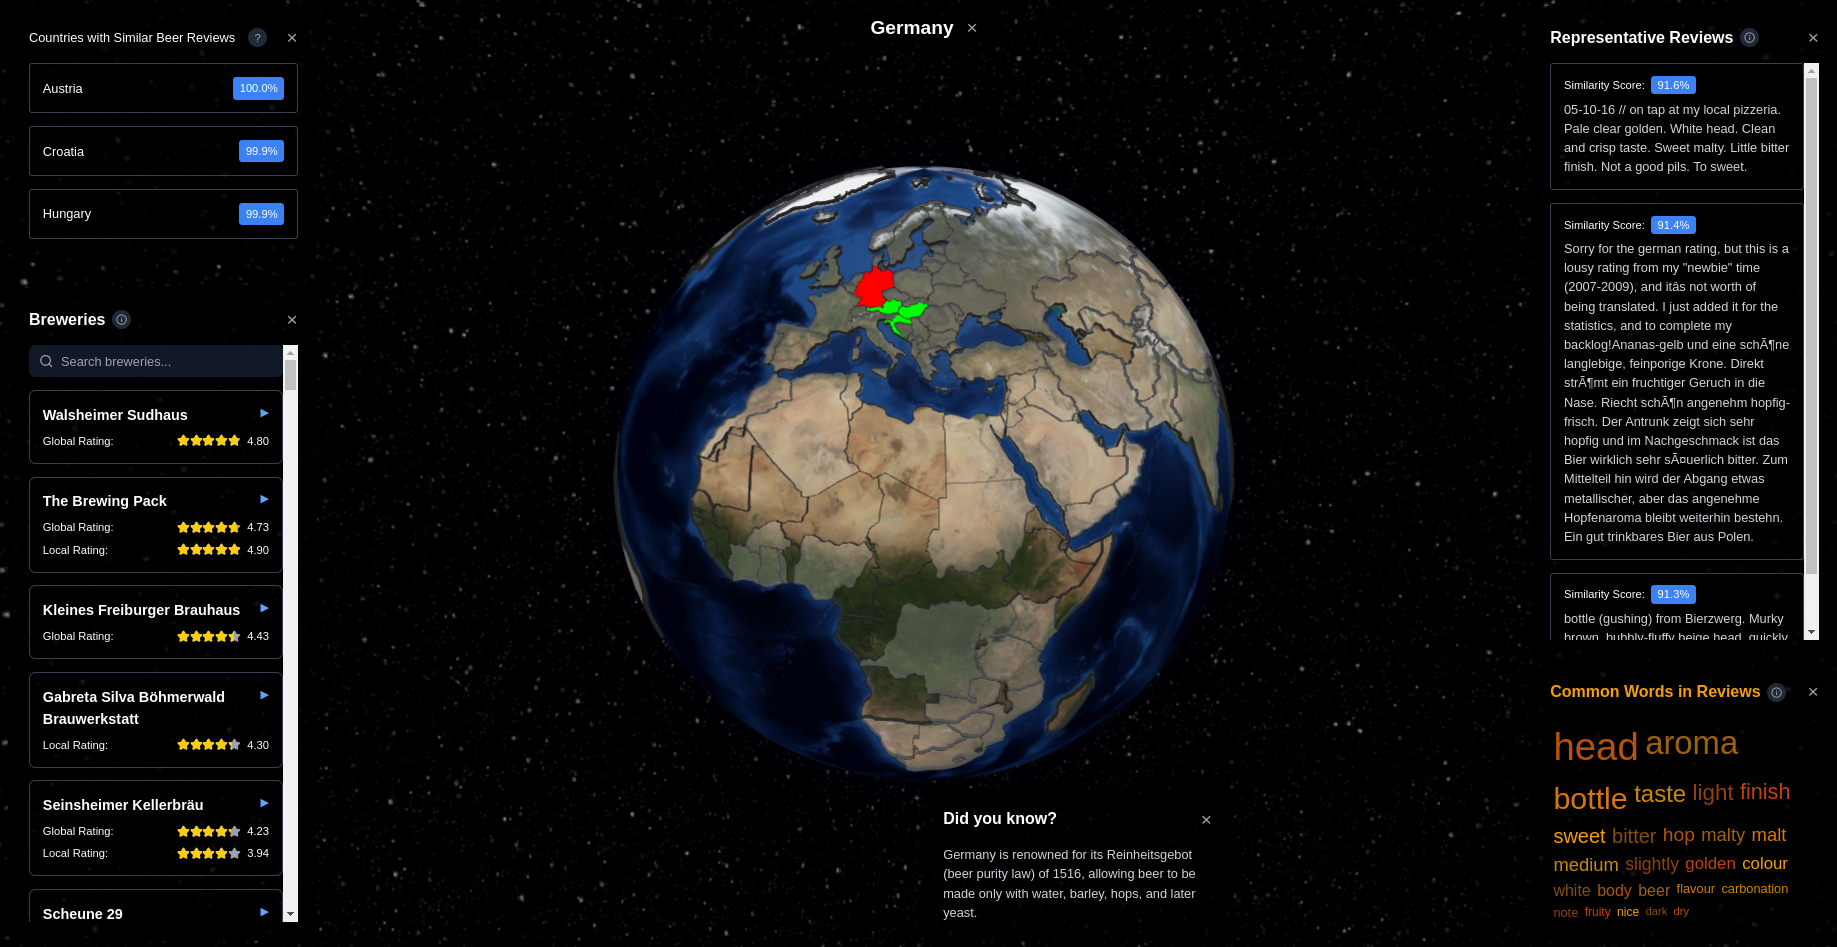 Germany ×
Countries with Similar Beer Reviews ? ×
Austria 100.0%
Croatia 99.9%
Hungary 99.9%
Breweries ×
Search breweries...
Walsheimer Sudhaus
Global Rating: 4.80
The Brewing Pack
Global Rating: 4.73
Local Rating: 4.90
Kleines Freiburger Brauhaus
Global Rating: 4.43
Gabreta Silva Böhmerwald
Brauwerkstatt
Local Rating: 4.30
Seinsheimer Kellerbräu
Global Rating: 4.23
Local Rating: 3.94
Scheune 29
Did you know? ×
Germany is renowned for its Reinheitsgebot
(beer purity law) of 1516, allowing beer to be
made only with water, barley, hops, and later
yeast.
Representative Reviews ×
Similarity Score: 91.6%
05-10-16 // on tap at my local pizzeria.
Pale clear golden. White head. Clean
and crisp taste. Sweet malty. Little bitter
finish. Not a good pils. To sweet.
Similarity Score: 91.4%
Sorry for the german rating, but this is a
lousy rating from my "newbie" time
(2007-2009), and itâs not worth of
being translated. I just added it for the
statistics, and to complete my
backlog!Ananas-gelb und eine schÃ¶ne
langlebige, feinporige Krone. Direkt
strÃ¶mt ein fruchtiger Geruch in die
Nase. Riecht schÃ¶n angenehm hopfig-
frisch. Der Antrunk zeigt sich sehr
hopfig und im Nachgeschmack ist das
Bier wirklich sehr sÃ¤uerlich bitter. Zum
Mittelteil hin wird der Abgang etwas
metallischer, aber das angenehme
Hopfenaroma bleibt weiterhin bestehn.
Ein gut trinkbares Bier aus Polen.
Similarity Score: 91.3%
bottle (gushing) from Bierzwerg. Murky
brown, bubbly-fluffy beige head, quickly
Common Words in Reviews ×
head aroma
bottle taste light finish
sweet bitter hop malty malt
medium slightly golden colour
white body beer flavour carbonation
note fruity nice dark dry